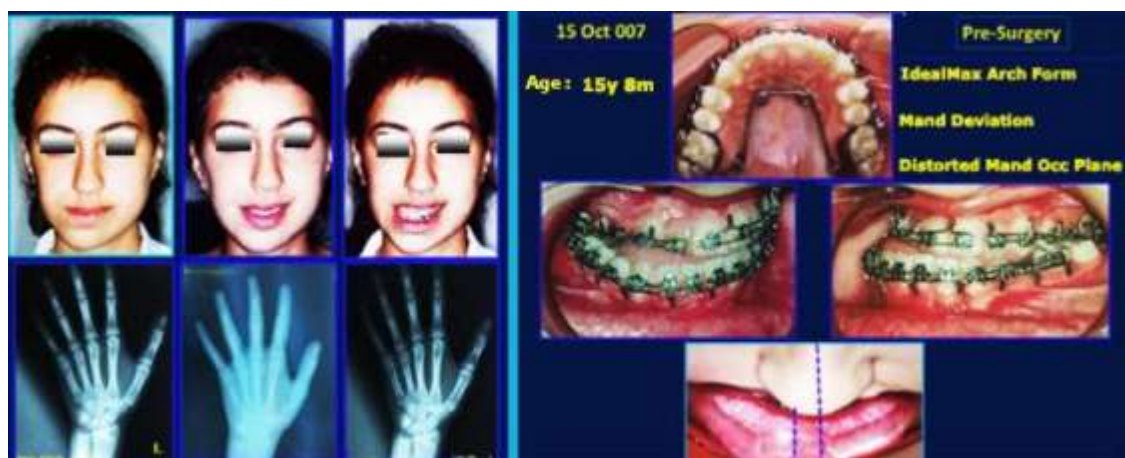 15 Oct 007
Pre-Surgery
Age: 15y 8m
IdealMax Arch Form
Mand Deviation
Distorted Mand Occ Plane
L